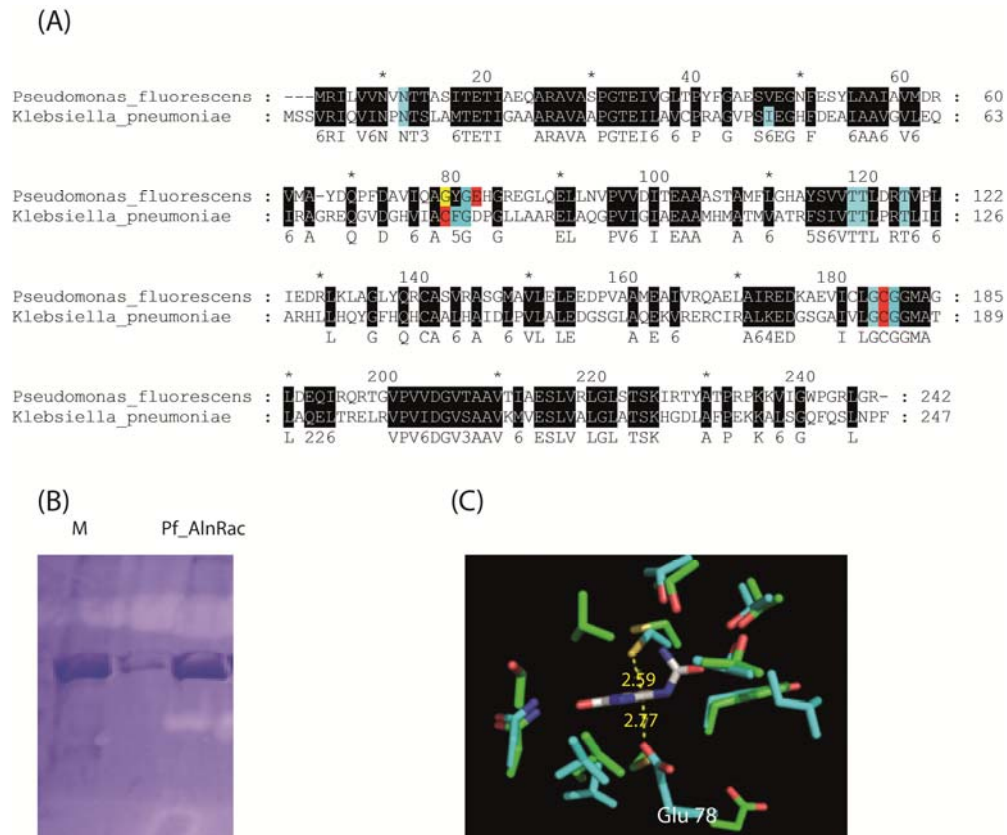 (A)
* 20 * 40 * 60
Pseudomonas_fluorescens : ---MRILVVNVNTTASITETIAEQARAVASPGTEIVGLTPYFGAESVEGNFESYLAAIAVMDR : 60
Klebsiella_pneumoniae : MSSVRIQVINPNTSLAMTETIGAAARAVAAPGTEILAVCPRAGVPSIEGHFDEAIAAVGVLEQ : 63
6RI V6N NT3 6TETI ARAVA PGTEI6 6 P G S6EG F 6AA6 V6
* 80 * 100 * 120
Pseudomonas_fluorescens : VMA-YDQPFDAVIQAGYGEHGREGLQELLNVPVVDITEAAASTAMFLGHAYSVVTTLDRTVPL : 122
Klebsiella_pneumoniae : IRAGREQGVDGHVIACFGDPGLLAARELAQGPVIGIAEAAMHMATMVATRFSIVTTLPRTLII : 126
6 A Q D 6 A 5G G EL PV6 I EAA A 6 5S6VTTL RT6 6
* 140 * 160 * 180
Pseudomonas_fluorescens : IEDRLKLAGLYQRCASVRASGMAVLELEEDPVAAMEAIVRQAELAIREDKAEVICLGCGGMAG : 185
Klebsiella_pneumoniae : ARHLLHQYGFHQHCAALHAIDLPVLALEDGSGLAQEKVRERCIRALKEDGSGAIVLGCGGMAT : 189
L G Q CA 6 A 6 VL LE A E 6 A64ED I LGCGGMA
* 200 * 220 * 240
Pseudomonas_fluorescens : LDEQIRQRTGVPVVDGVTAAVTIAESLVRLGLSTSKIRTYATPRPKKVIGWPGRLGR- : 242
Klebsiella_pneumoniae : LAQELTRELRVPVIDGVSAAVKMVESLVALGLATSKHGDLAFPEKKALSGQFQSLNPF : 247
L 226 VPV6DGV3AAV 6 ESLV LGL TSK A P K 6 G L
(B)
M Pf_AlnRac
(C)
2.59
2.77
Glu 78